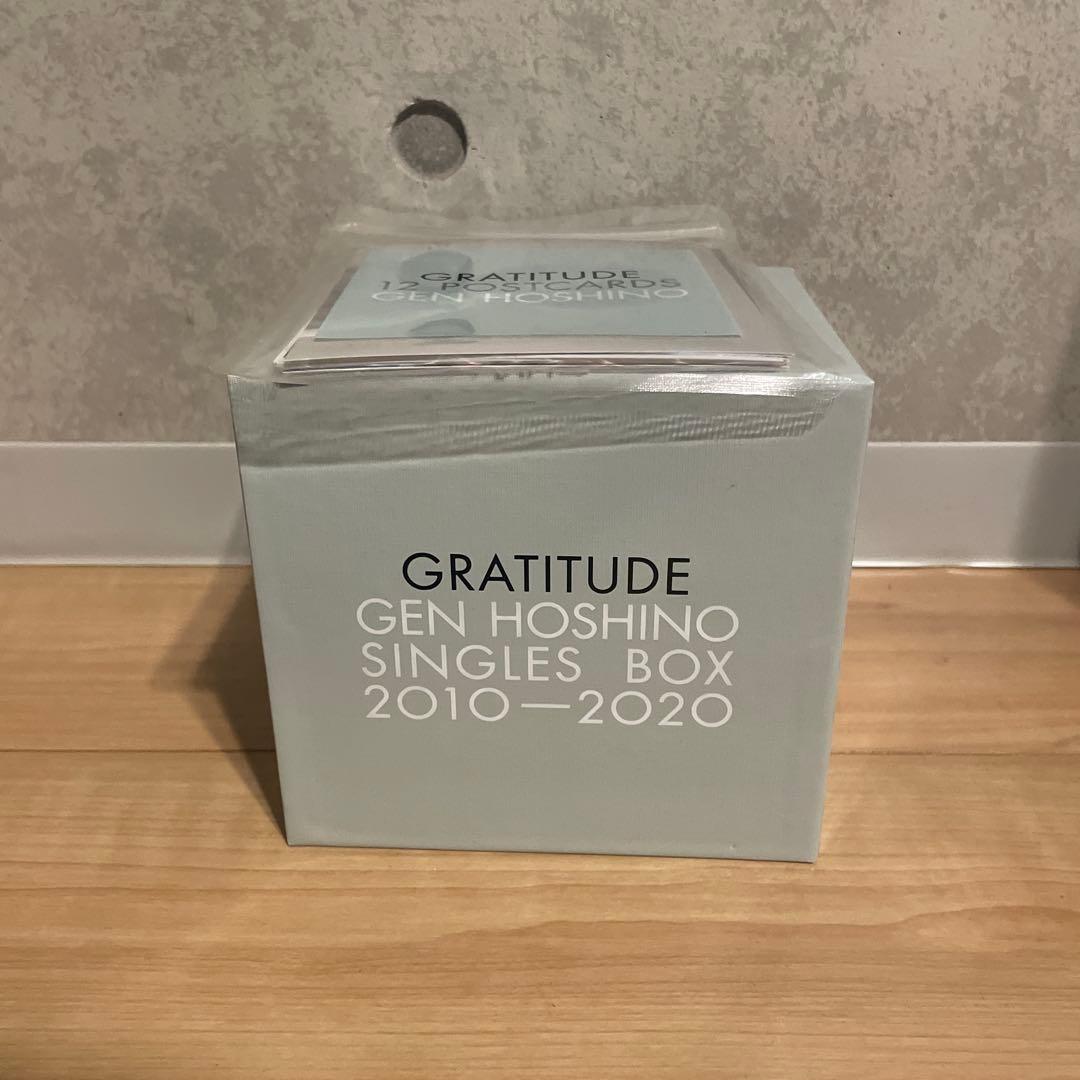 GRATITUDE
12 POSTCARDS
GEN HOSHINO
GRATITUDE
GEN HOSHINO
SINGLES BOX
2010—2020